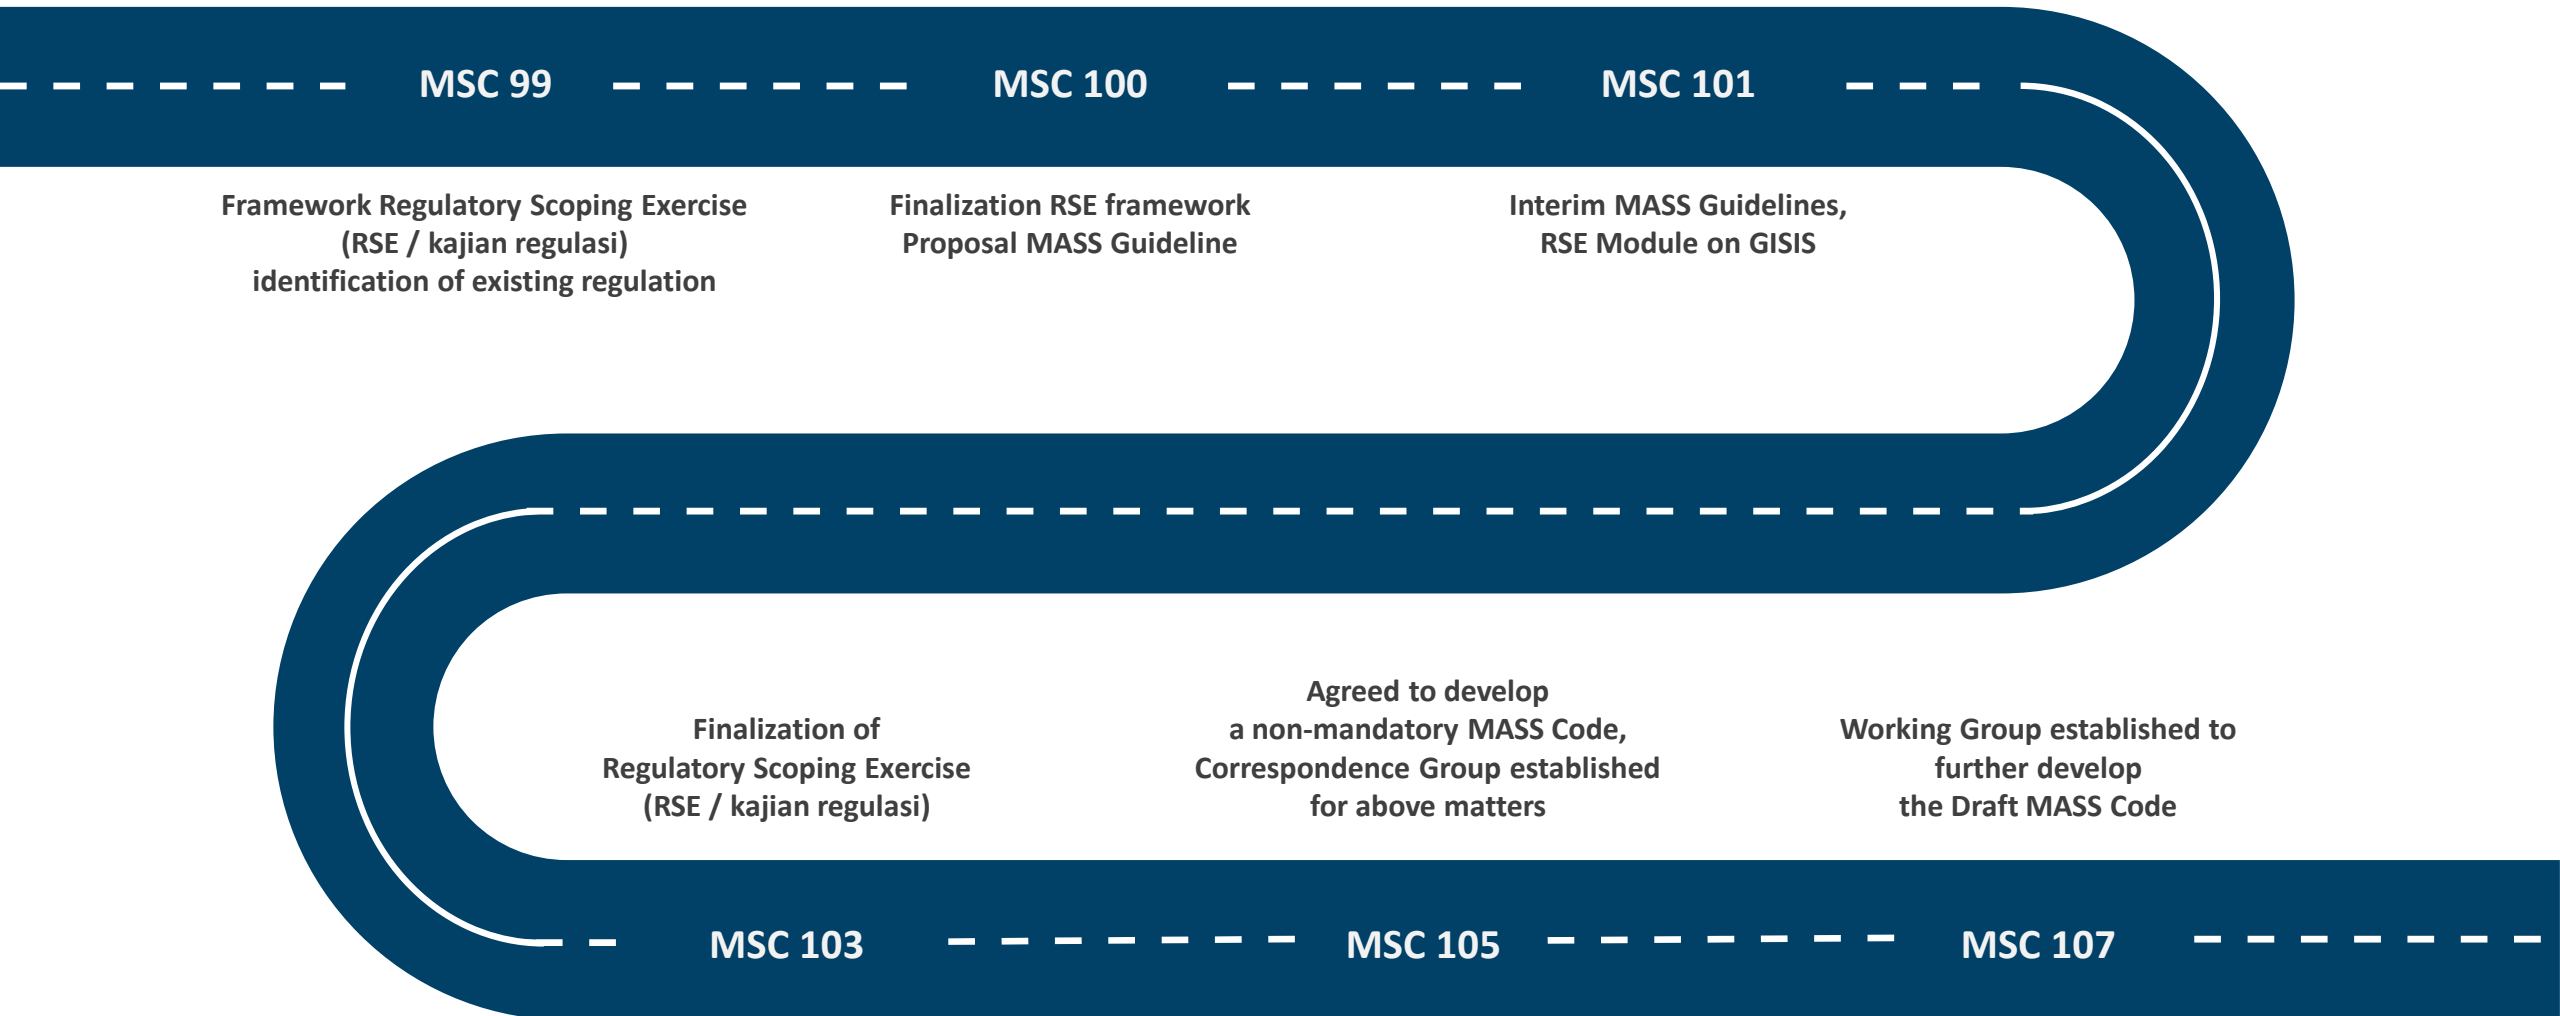 MSC 99
MSC 100
MSC 101
Framework Regulatory Scoping Exercise
(RSE / kajian regulasi)
identification of existing regulation
Finalization RSE framework
Proposal MASS Guideline
Interim MASS Guidelines,
RSE Module on GISIS
Finalization of
Regulatory Scoping Exercise
(RSE / kajian regulasi)
Agreed to develop
a non-mandatory MASS Code,
Correspondence Group established
for above matters
Working Group established to
further develop
the Draft MASS Code
MSC 103
MSC 105
MSC 107